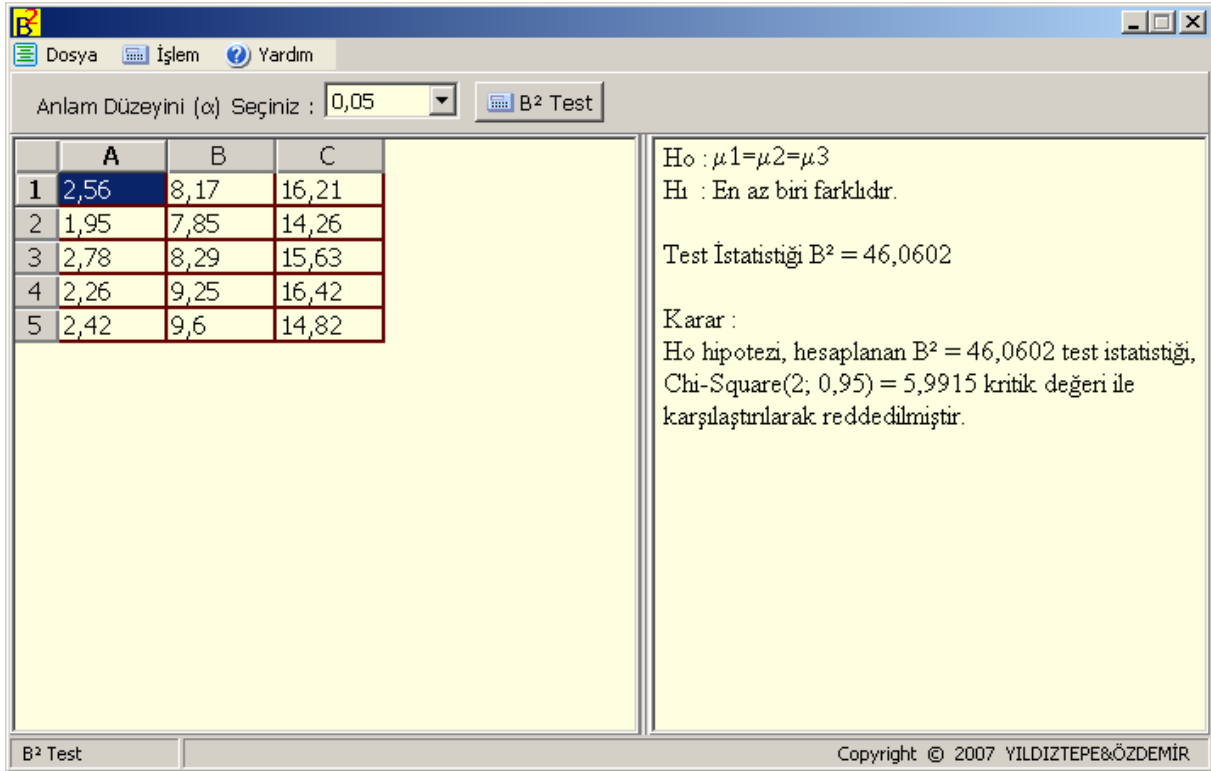 B2
Dosya İşlem Yardım
Anlam Düzeyini (α) Seçiniz : 0,05 B² Test
A B C
1 2,56 8,17 16,21
2 1,95 7,85 14,26
3 2,78 8,29 15,63
4 2,26 9,25 16,42
5 2,42 9,6 14,82
Ho : μ1=μ2=μ3
Hı : En az biri farklıdır.
Test İstatistiği B² = 46,0602
Karar :
Ho hipotezi, hesaplanan B² = 46,0602 test istatistiği,
Chi-Square(2; 0,95) = 5,9915 kritik değeri ile
karşılaştırılarak reddedilmiştir.
B² Test Copyright © 2007 YILDIZTEPE&ÖZDEMİR